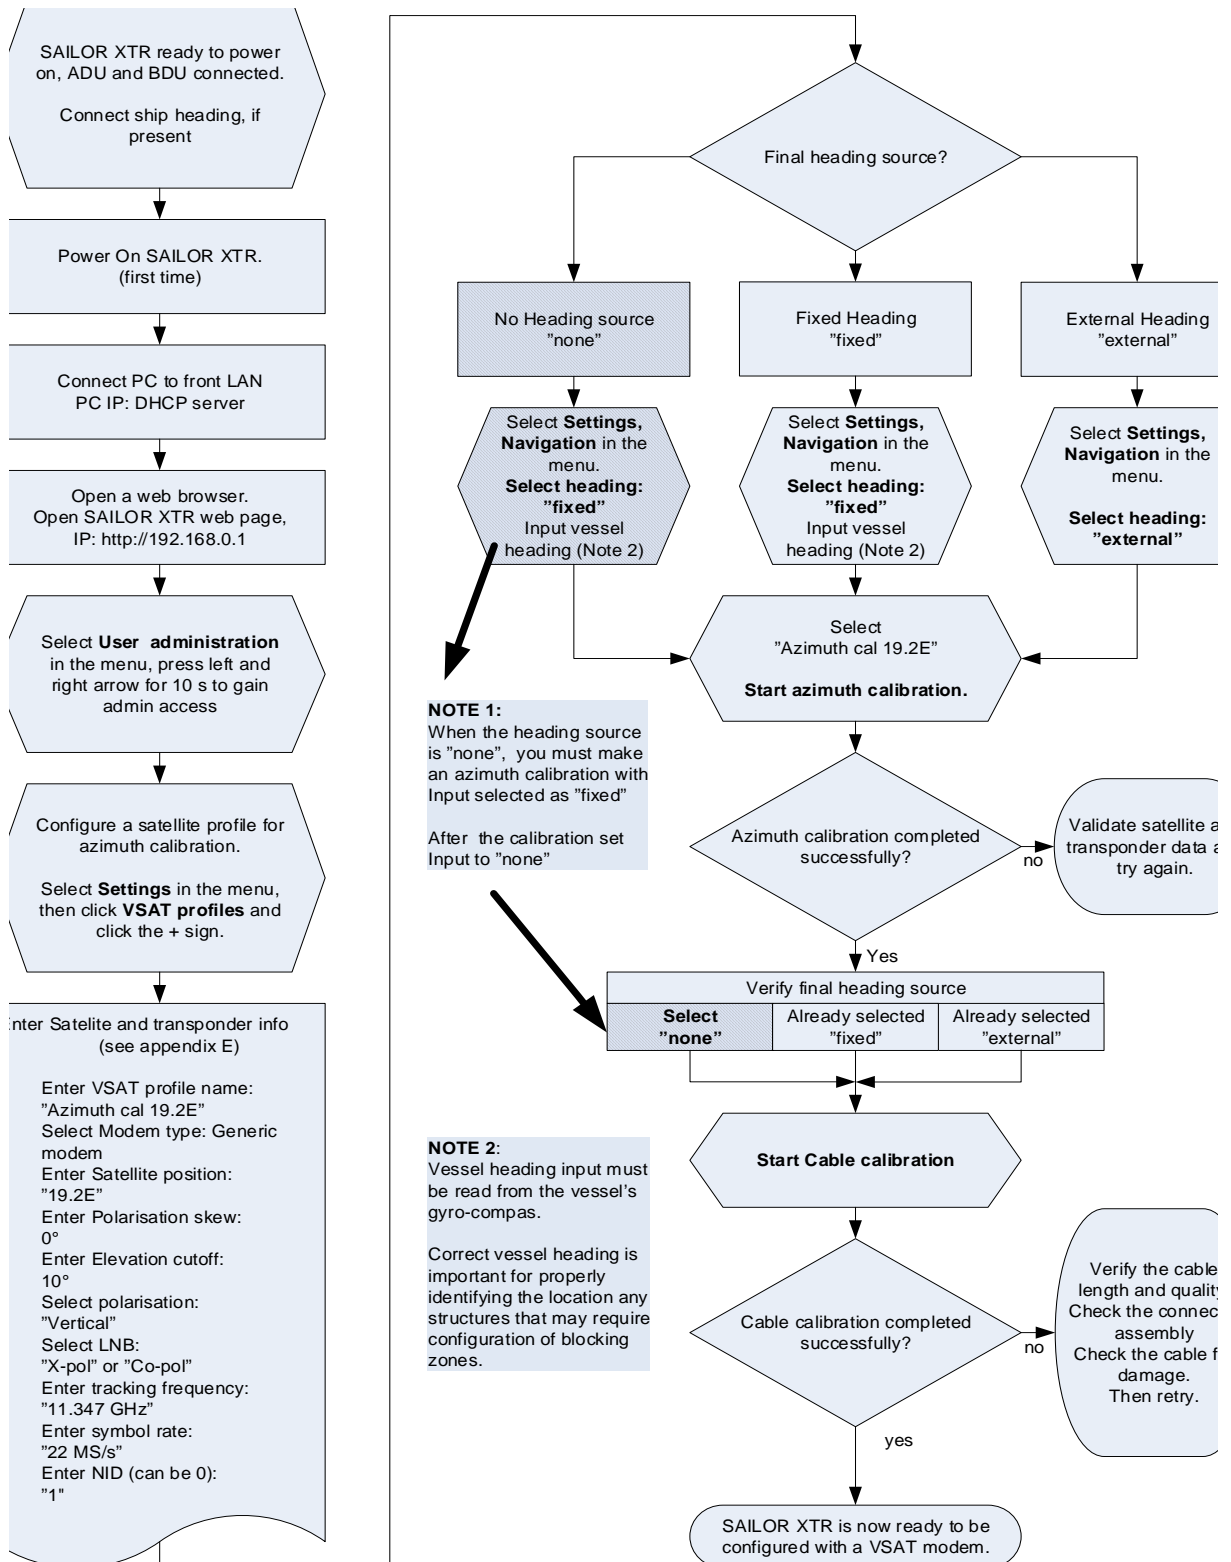 SAILOR XTR ready to power
on, ADU and BDU connected.
Connect ship heading, if
present
Power On SAILOR XTR.
(first time)
Connect PC to front LAN
PC IP: DHCP server
Open a web browser.
Open SAILOR XTR web page,
IP: http://192.168.0.1
Select User  administration
in the menu, press left and
right arrow for 10 s to gain
admin access
Configure a satellite profile for
azimuth calibration.
Select Settings in the menu,
then click VSAT profiles and
click the + sign.
nter Satelite and transponder info
(see appendix E)
Enter VSAT profile name:
"Azimuth cal 19.2E"
Select Modem type: Generic
modem
Enter Satellite position:
"19.2E"
Enter Polarisation skew:
0°
Enter Elevation cutoff:
10°
Select polarisation:
"Vertical"
Select LNB:
"X-pol" or "Co-pol"
Enter tracking frequency:
"11.347 GHz"
Enter symbol rate:
"22 MS/s"
Enter NID (can be 0):
"1"
Final heading source?
No Heading source
"none"
Fixed Heading
"fixed"
External Heading
"external"
Select Settings,
Navigation in the
menu.
Select heading:
"fixed"
Input vessel
heading (Note 2)
Select Settings,
Navigation in the
menu.
Select heading:
"fixed"
Input vessel
heading (Note 2)
Select Settings,
Navigation in the
menu.
Select heading:
"external"
Select
"Azimuth cal 19.2E"
Start azimuth calibration.
NOTE 1:
When the heading source
is "none",  you must make
an azimuth calibration with
Input selected as "fixed"
After  the calibration set
Input to "none"
Azimuth calibration completed
successfully?
no
Validate satellite a
transponder data a
try again.
Yes
Verify final heading source
Select
"none"
Already selected
"fixed"
Already selected
"external"
Start Cable calibration
NOTE 2:
Vessel heading input must
be read from the vessel's
gyro-compas.
Correct vessel heading is
important for properly
identifying the location any
structures that may require
configuration of blocking
zones.
Cable calibration completed
successfully?
no
Verify the cable
length and quality
Check the connect
assembly
Check the cable f
damage.
Then retry.
yes
SAILOR XTR is now ready to be
configured with a VSAT modem.